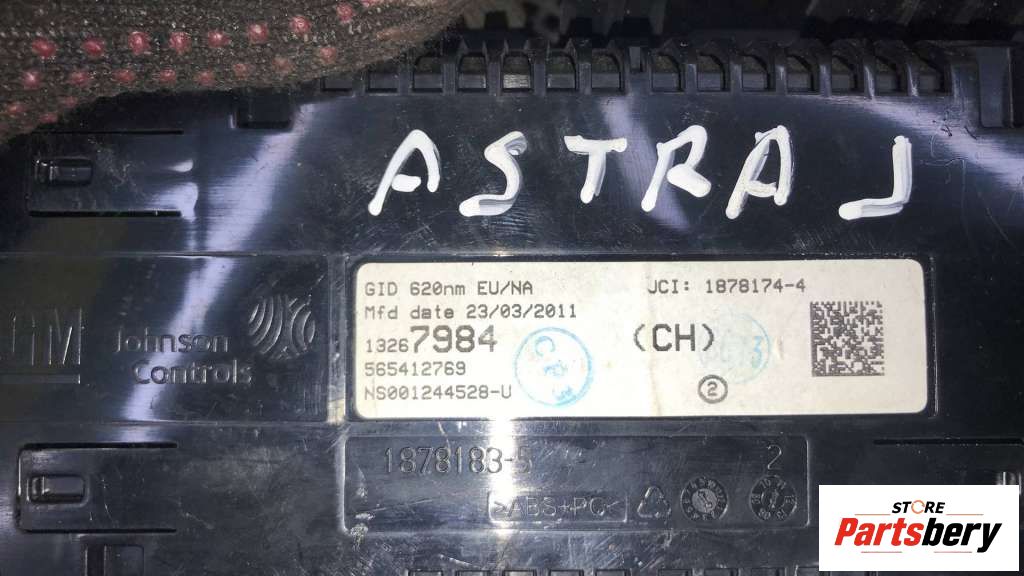 ASTRA J
GID 620nm EU/NA JCI: 1878174-4
Mfd date 23/03/2011
13267984 (CH)
565412769
NS001244528-U 2
GM Johnson
Controls
1878183-5 2
>ABS+PC<
STORE
Partsbery